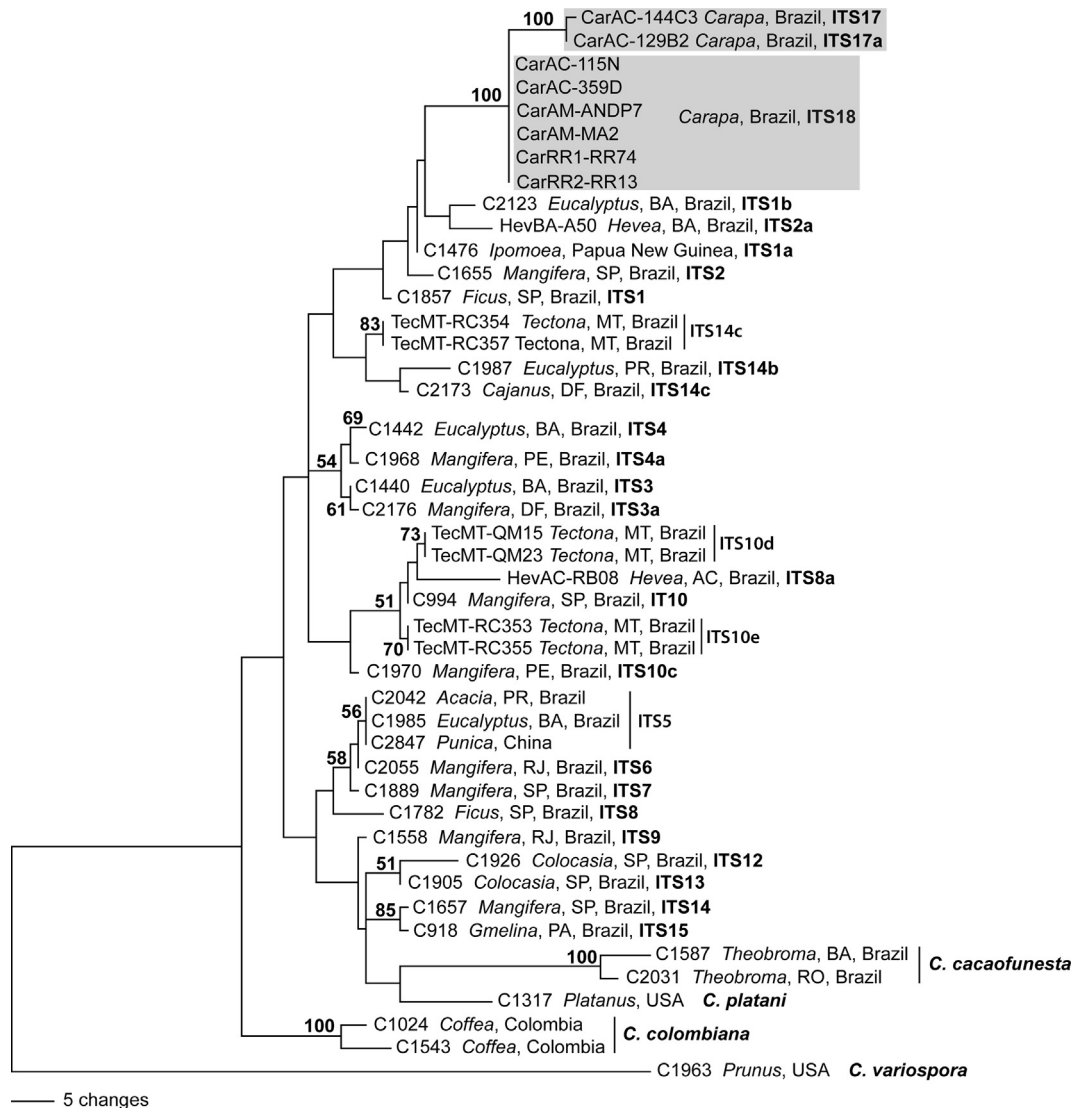 100
CarAC-144C3 Carapa, Brazil, ITS17
CarAC-129B2 Carapa, Brazil, ITS17a
CarAC-115N
CarAC-359D
100
CarAM-ANDP7
Carapa, Brazil, ITS18
CarAM-MA2
CarRR1-RR74
CarRR2-RR13
C2123 Eucalyptus, BA, Brazil, ITS1b
HevBA-A50 Hevea, BA, Brazil, ITS2a
C1476 Ipomoea, Papua New Guinea, ITS1a
C1655 Mangifera, SP, Brazil, ITS2
C1857 Ficus, SP, Brazil, ITS1
83
TecMT-RC354 Tectona, MT, Brazil
ITS14c
TecMT-RC357 Tectona, MT, Brazil
C1987 Eucalyptus, PR, Brazil, ITS14b
C2173 Cajanus, DF, Brazil, ITS14c
69
C1442 Eucalyptus, BA, Brazil, ITS4
54
C1968 Mangifera, PE, Brazil, ITS4a
C1440 Eucalyptus, BA, Brazil, ITS3
61
C2176 Mangifera, DF, Brazil, ITS3a
73
TecMT-QM15 Tectona, MT, Brazil
ITS10d
TecMT-QM23 Tectona, MT, Brazil
HevAC-RB08 Hevea, AC, Brazil, ITS8a
51
C994 Mangifera, SP, Brazil, IT10
TecMT-RC353 Tectona, MT, Brazil
ITS10e
70
TecMT-RC355 Tectona, MT, Brazil
C1970 Mangifera, PE, Brazil, ITS10c
C2042 Acacia, PR, Brazil
56
C1985 Eucalyptus, BA, Brazil
ITS5
C2847 Punica, China
58
C2055 Mangifera, RJ, Brazil, ITS6
C1889 Mangifera, SP, Brazil, ITS7
C1782 Ficus, SP, Brazil, ITS8
C1558 Mangifera, RJ, Brazil, ITS9
51
C1926 Colocasia, SP, Brazil, ITS12
C1905 Colocasia, SP, Brazil, ITS13
85
C1657 Mangifera, SP, Brazil, ITS14
C918 Gmelina, PA, Brazil, ITS15
100
C1587 Theobroma, BA, Brazil
C. cacaofunesta
C2031 Theobroma, RO, Brazil
C1317 Platanus, USA C. platani
100
C1024 Coffea, Colombia
C. colombiana
C1543 Coffea, Colombia
C1963 Prunus, USA C. variospora
5 changes